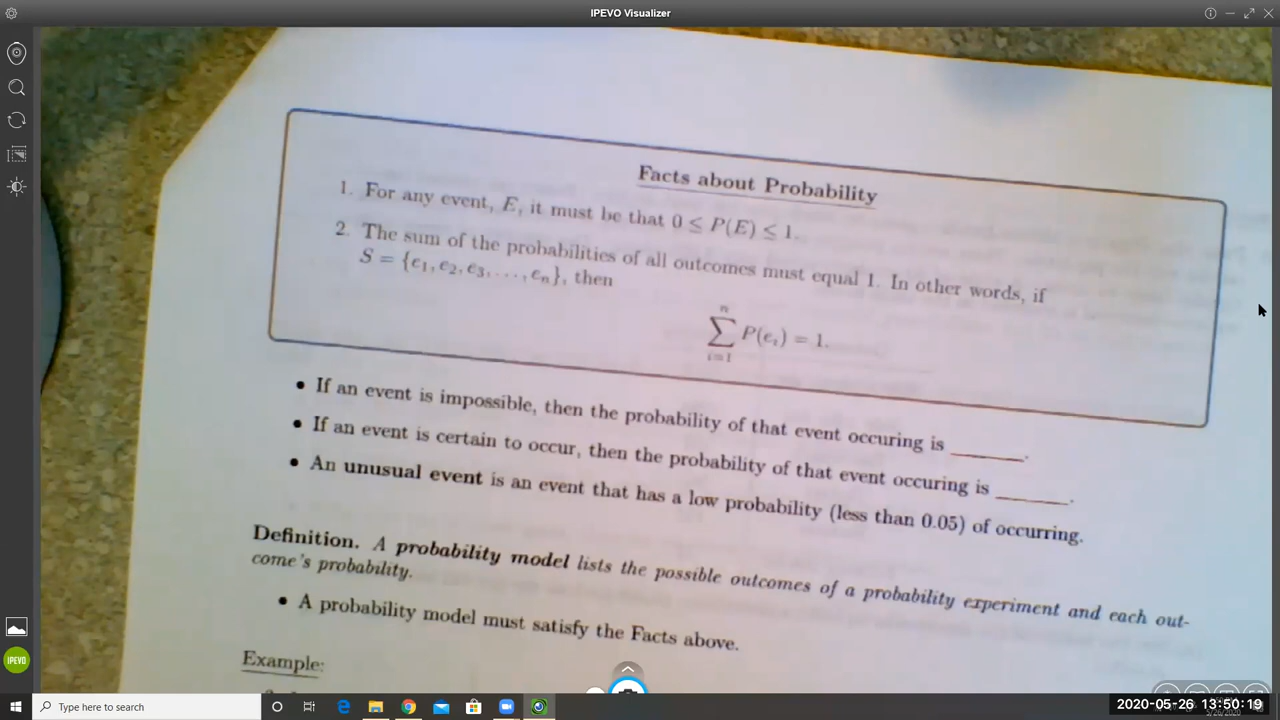 IPEVO Visualizer
Facts about Probability
1. For any event, E, it must be that 0 ≤ P(E) ≤ 1.
2. The sum of the probabilities of all outcomes must equal 1. In other words, if
S = {e₁, e₂, e₃, . . . , eₙ}, then
n
∑ P(eᵢ) = 1.
i=1
• If an event is impossible, then the probability of that event occuring is ______.
• If an event is certain to occur, then the probability of that event occuring is ______.
• An unusual event is an event that has a low probability (less than 0.05) of occurring.
Definition. A probability model lists the possible outcomes of a probability experiment and each out-
come's probability.
• A probability model must satisfy the Facts above.
Example:
IPEVO
Type here to search
2020-05-26 13:50:19